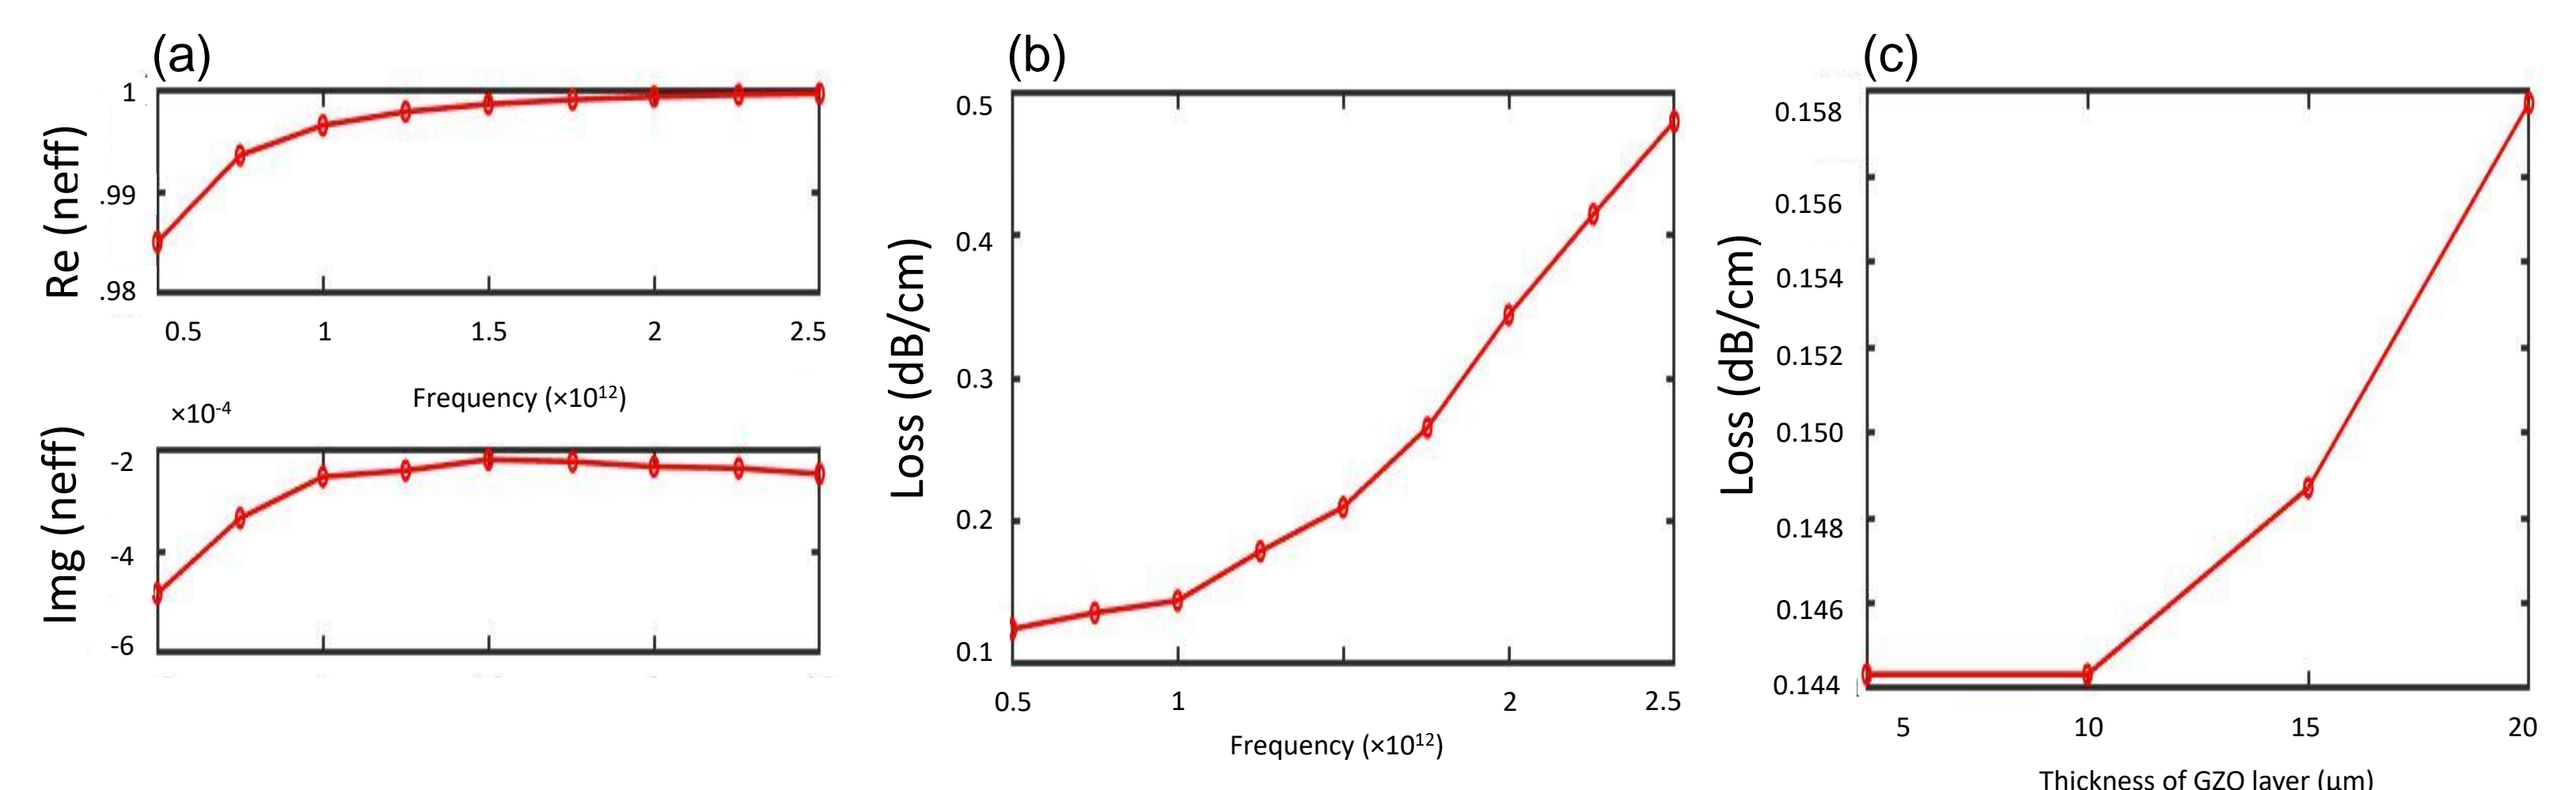 (a)
Re (neff)
1
.99
.98
0.5 1 1.5 2 2.5
Frequency (×10¹²)
×10⁻⁴
Img (neff)
-2
-4
-6
(b)
Loss (dB/cm)
0.5
0.4
0.3
0.2
0.1
0.5 1 2 2.5
Frequency (×10¹²)
(c)
Loss (dB/cm)
0.158
0.156
0.154
0.152
0.150
0.148
0.146
0.144
5 10 15 20
Thickness of GZO layer (μm)